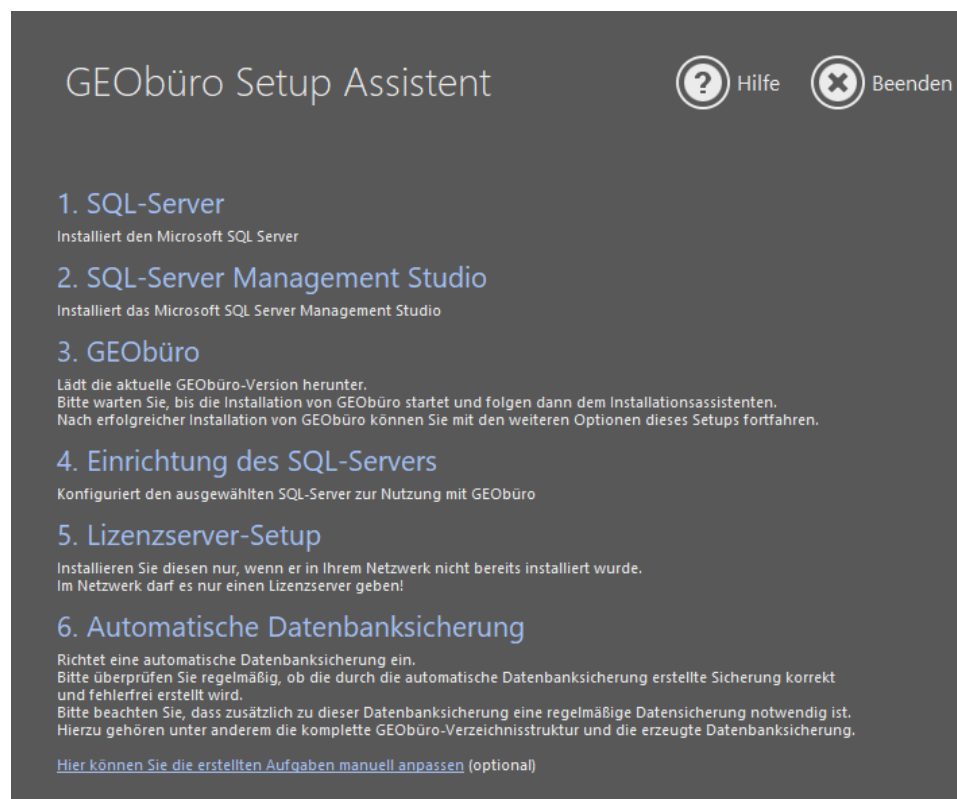 GEObüro Setup Assistent
Hilfe
Beenden
1. SQL-Server
Installiert den Microsoft SQL Server
2. SQL-Server Management Studio
Installiert das Microsoft SQL Server Management Studio
3. GEObüro
Lädt die aktuelle GEObüro-Version herunter.
Bitte warten Sie, bis die Installation von GEObüro startet und folgen dann dem Installationsassistenten.
Nach erfolgreicher Installation von GEObüro können Sie mit den weiteren Optionen dieses Setups fortfahren.
4. Einrichtung des SQL-Servers
Konfiguriert den ausgewählten SQL-Server zur Nutzung mit GEObüro
5. Lizenzserver-Setup
Installieren Sie diesen nur, wenn er in Ihrem Netzwerk nicht bereits installiert wurde.
Im Netzwerk darf es nur einen Lizenzserver geben!
6. Automatische Datenbanksicherung
Richtet eine automatische Datenbanksicherung ein.
Bitte überprüfen Sie regelmäßig, ob die durch die automatische Datenbanksicherung erstellte Sicherung korrekt
und fehlerfrei erstellt wird.
Bitte beachten Sie, dass zusätzlich zu dieser Datenbanksicherung eine regelmäßige Datensicherung notwendig ist.
Hierzu gehören unter anderem die komplette GEObüro-Verzeichnisstruktur und die erzeugte Datenbanksicherung.
Hier können Sie die erstellten Aufgaben manuell anpassen (optional)